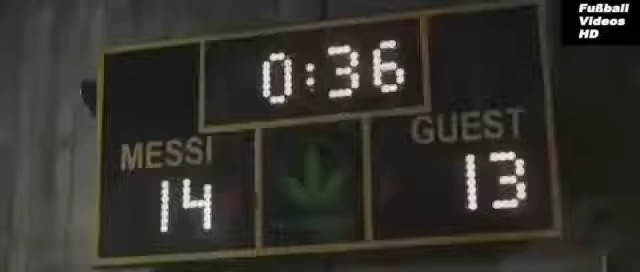 Fußball
Videos
HD
0:36
MESSI
GUEST
14
13